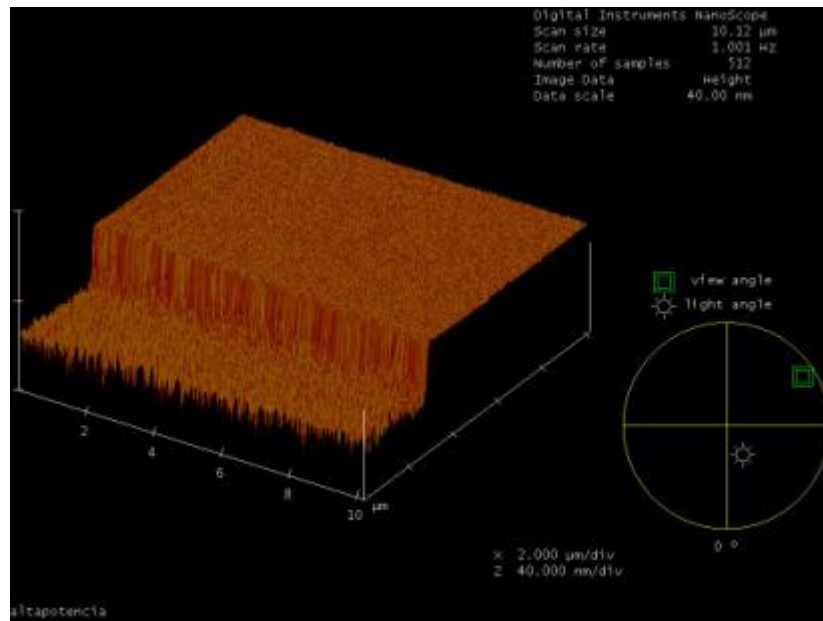 Digital Instruments NanoScope
Scan size 10.12 µm
Scan rate 1.001 Hz
Number of samples 512
Image Data Height
Data scale 40.00 nm
view angle
light angle
2
4
6
8
10 µm
0 °
X 2.000 µm/div
Z 40.000 nm/div
altapotencia